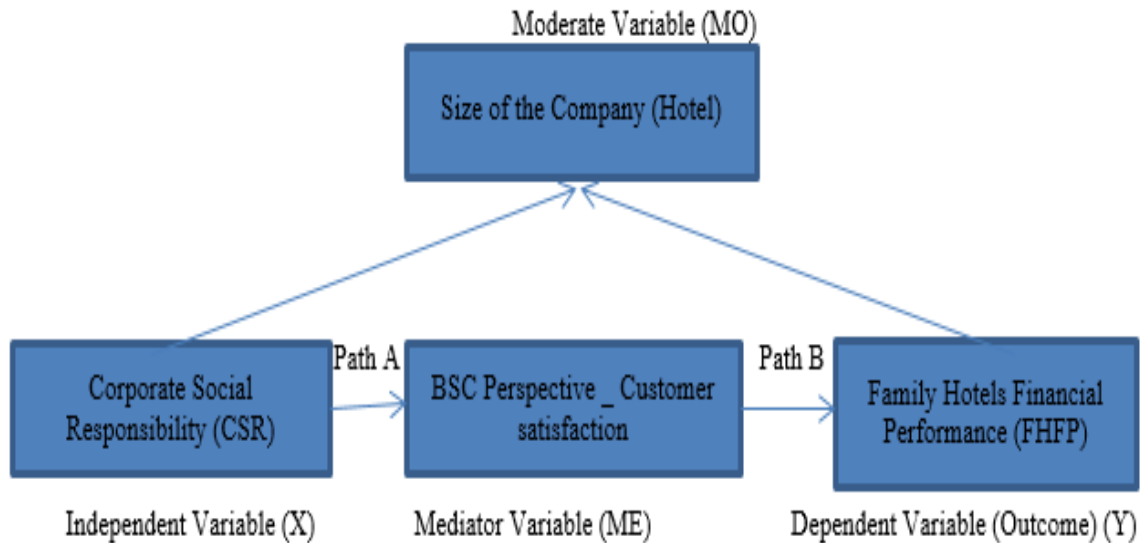 Moderate Variable (MO)
Size of the Company (Hotel)
Path A
Path B
Corporate Social
Responsibility (CSR)
BSC Perspective _ Customer
satisfaction
Family Hotels Financial
Performance (FHFP)
Independent Variable (X)
Mediator Variable (ME)
Dependent Variable (Outcome) (Y)